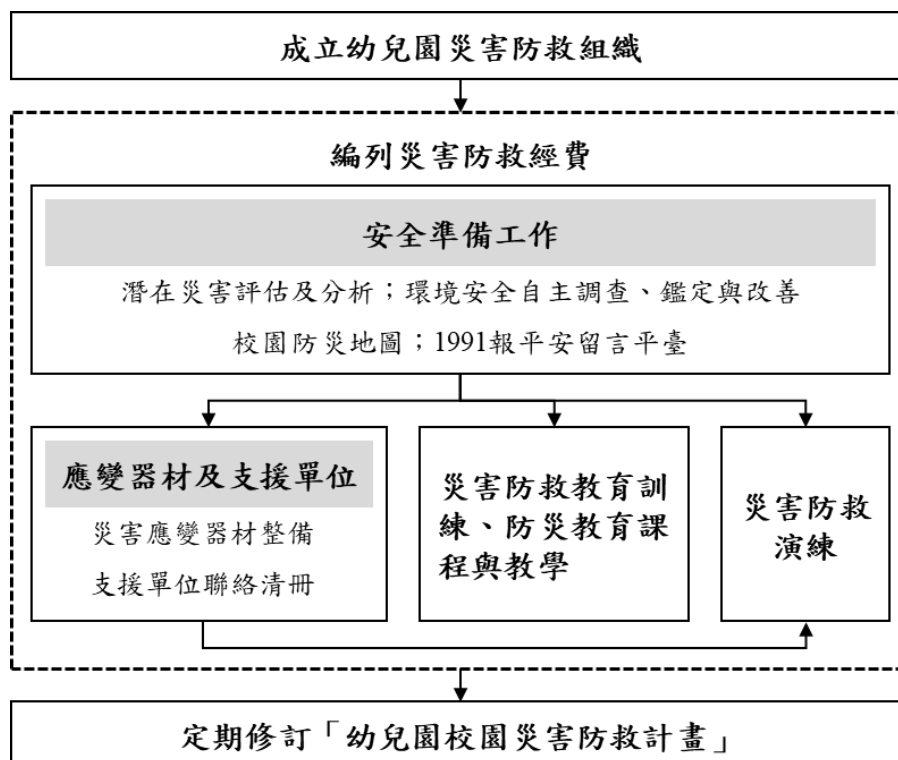 成立幼兒園災害防救組織
編列災害防救經費
安全準備工作
潛在災害評估及分析；環境安全自主調查、鑑定與改善
校園防災地圖；1991報平安留言平臺
應變器材及支援單位
災害應變器材整備
支援單位聯絡清冊
災害防救教育訓
練、防災教育課
程與教學
災害防救
演練
定期修訂「幼兒園校園災害防救計畫」